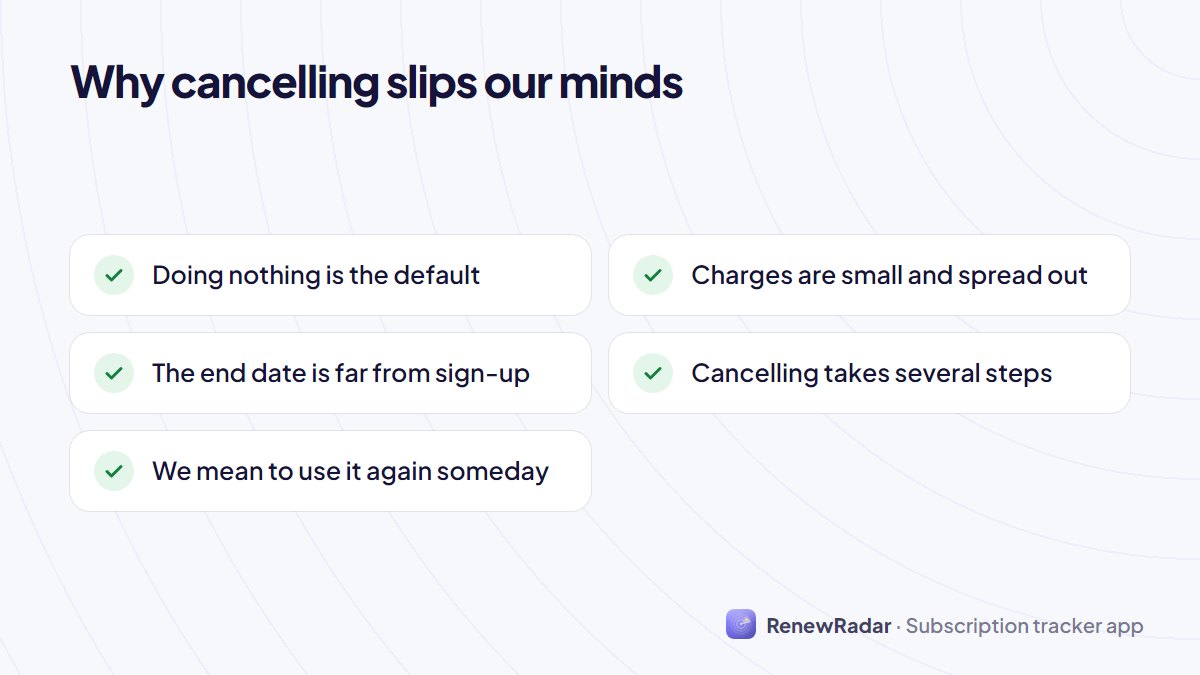 Why cancelling slips our minds
Doing nothing is the default
Charges are small and spread out
The end date is far from sign-up
Cancelling takes several steps
We mean to use it again someday
RenewRadar · Subscription tracker app